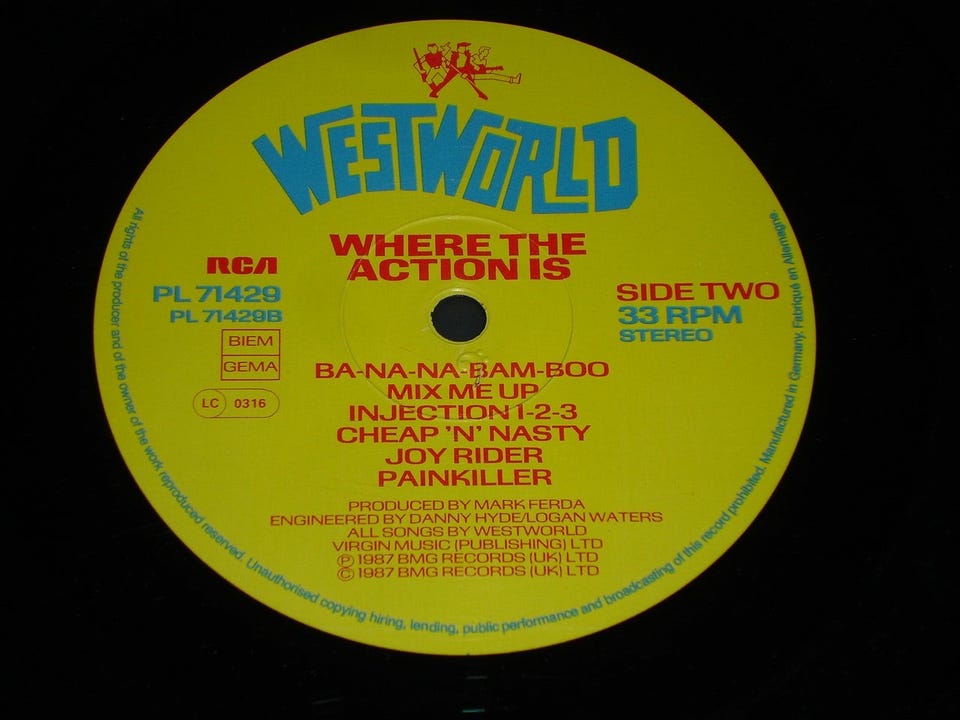 WESTWORLD
WHERE THE
ACTION IS
RCA
PL 71429
PL 71429B
BIEM
GEMA
LC 0316
SIDE TWO
33 RPM
STEREO
BA-NA-NA-BAM-BOO
MIX ME UP
INJECTION 1-2-3
CHEAP 'N' NASTY
JOY RIDER
PAINKILLER
PRODUCED BY MARK FERDA
ENGINEERED BY DANNY HYDE/LOGAN WATERS
ALL SONGS BY WESTWORLD
VIRGIN MUSIC (PUBLISHING) LTD
℗ 1987 BMG RECORDS (UK) LTD
© 1987 BMG RECORDS (UK) LTD
All rights of the producer and of the owner of the work reproduced reserved. Unauthorised copying hiring, lending, public performance and broadcasting of this record prohibited. Manufactured in Germany. Fabriqué en Allemagne.